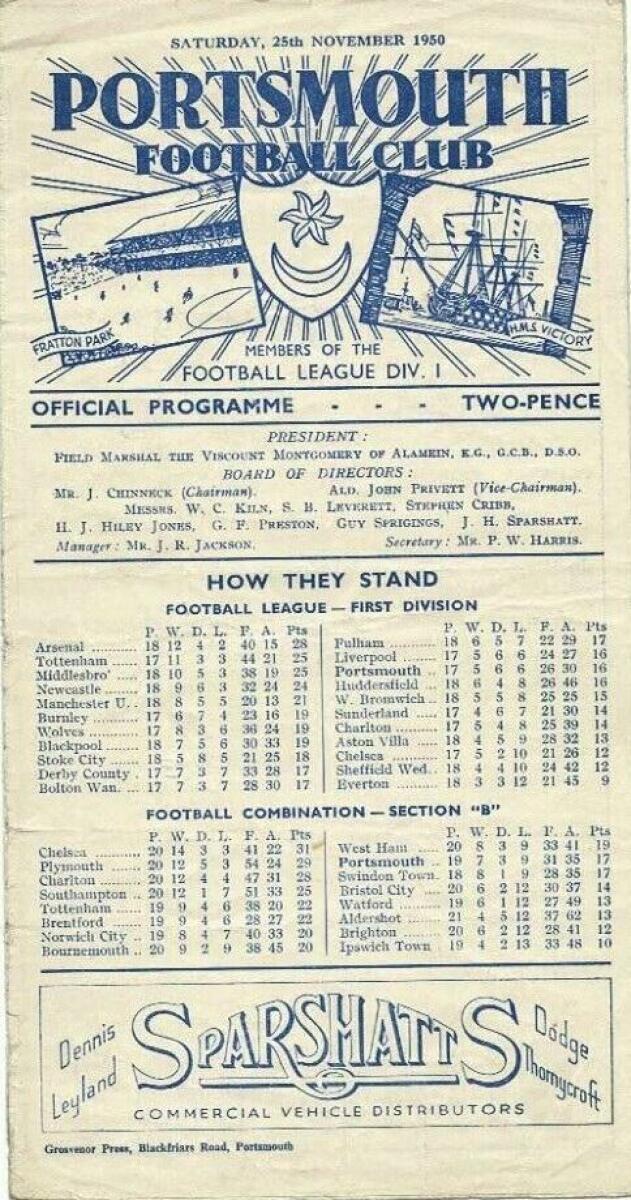 SATURDAY, 25th NOVEMBER 1950
PORTSMOUTH
FOOTBALL CLUB
FRATTON PARK
H.M.S. VICTORY
MEMBERS OF THE
FOOTBALL LEAGUE DIV. I
OFFICIAL PROGRAMME - - - TWO-PENCE
PRESIDENT :
FIELD MARSHAL THE VISCOUNT MONTGOMERY OF ALAMEIN, K.G., G.C.B., D.S.O.
BOARD OF DIRECTORS :
MR. J. CHINNECK (Chairman). ALD. JOHN PRIVETT (Vice-Chairman).
MESSRS. W. C. KILN, S. B. LEVERETT, STEPHEN CRIBB,
H. J. HILEY JONES, G. F. PRESTON, GUY SPRIGINGS, J. H. SPARSHATT.
Manager : MR. J. R. JACKSON. Secretary : MR. P. W. HARRIS.
HOW THEY STAND
FOOTBALL LEAGUE — FIRST DIVISION
P. W. D. L. F. A. Pts
Arsenal .......... 18 12 4 2 40 15 28
Tottenham ...... 17 11 3 3 44 21 25
Middlesbro' ..... 18 10 5 3 38 19 25
Newcastle ........ 18 9 6 3 32 24 24
Manchester U. . 18 8 5 5 20 13 21
Burnley .......... 17 6 7 4 23 16 19
Wolves ........... 17 8 3 6 36 24 19
Blackpool ........ 18 7 5 6 30 33 19
Stoke City ....... 18 5 8 5 21 25 18
Derby County . 17 7 3 7 33 28 17
Bolton Wan. ... 17 7 3 7 28 30 17
P. W. D. L. F. A. Pts
Fulham ........... 18 6 5 7 22 29 17
Liverpool ........ 17 5 6 6 24 27 16
Portsmouth .. 17 5 6 6 26 30 16
Huddersfield ... 18 6 4 8 26 46 16
W. Bromwich .. 18 5 5 8 25 25 15
Sunderland ..... 17 4 6 7 21 30 14
Charlton ......... 17 5 4 8 25 39 14
Aston Villa ..... 18 4 5 9 28 32 13
Chelsea .......... 17 5 2 10 21 26 12
Sheffield Wed.. 18 4 4 10 24 42 12
Everton .......... 18 3 3 12 21 45 9
FOOTBALL COMBINATION — SECTION "B"
P. W. D. L. F. A. Pts
Chelsea .......... 20 14 3 3 41 22 31
Plymouth ....... 20 12 5 3 54 24 29
Charlton ......... 20 12 4 4 47 31 28
Southampton .. 20 12 1 7 51 33 25
Tottenham ...... 19 9 4 6 38 20 22
Brentford ....... 19 9 4 6 28 27 22
Norwich City .. 19 8 4 7 40 33 20
Bournemouth .. 20 9 2 9 38 45 20
P. W. D. L. F. A. Pts
West Ham ...... 20 8 3 9 33 41 19
Portsmouth .. 19 7 3 9 31 35 17
Swindon Town. 18 8 1 9 28 35 17
Bristol City .... 20 6 2 12 30 37 14
Watford .......... 19 6 1 12 27 49 13
Aldershot ....... 21 4 5 12 37 62 13
Brighton ........ 20 6 2 12 28 41 12
Ipswich Town 19 4 2 13 33 48 10
Dennis
Leyland
SPARSHATTS
Dodge
Thornycroft
COMMERCIAL VEHICLE DISTRIBUTORS
Grosvenor Press, Blackfriars Road, Portsmouth